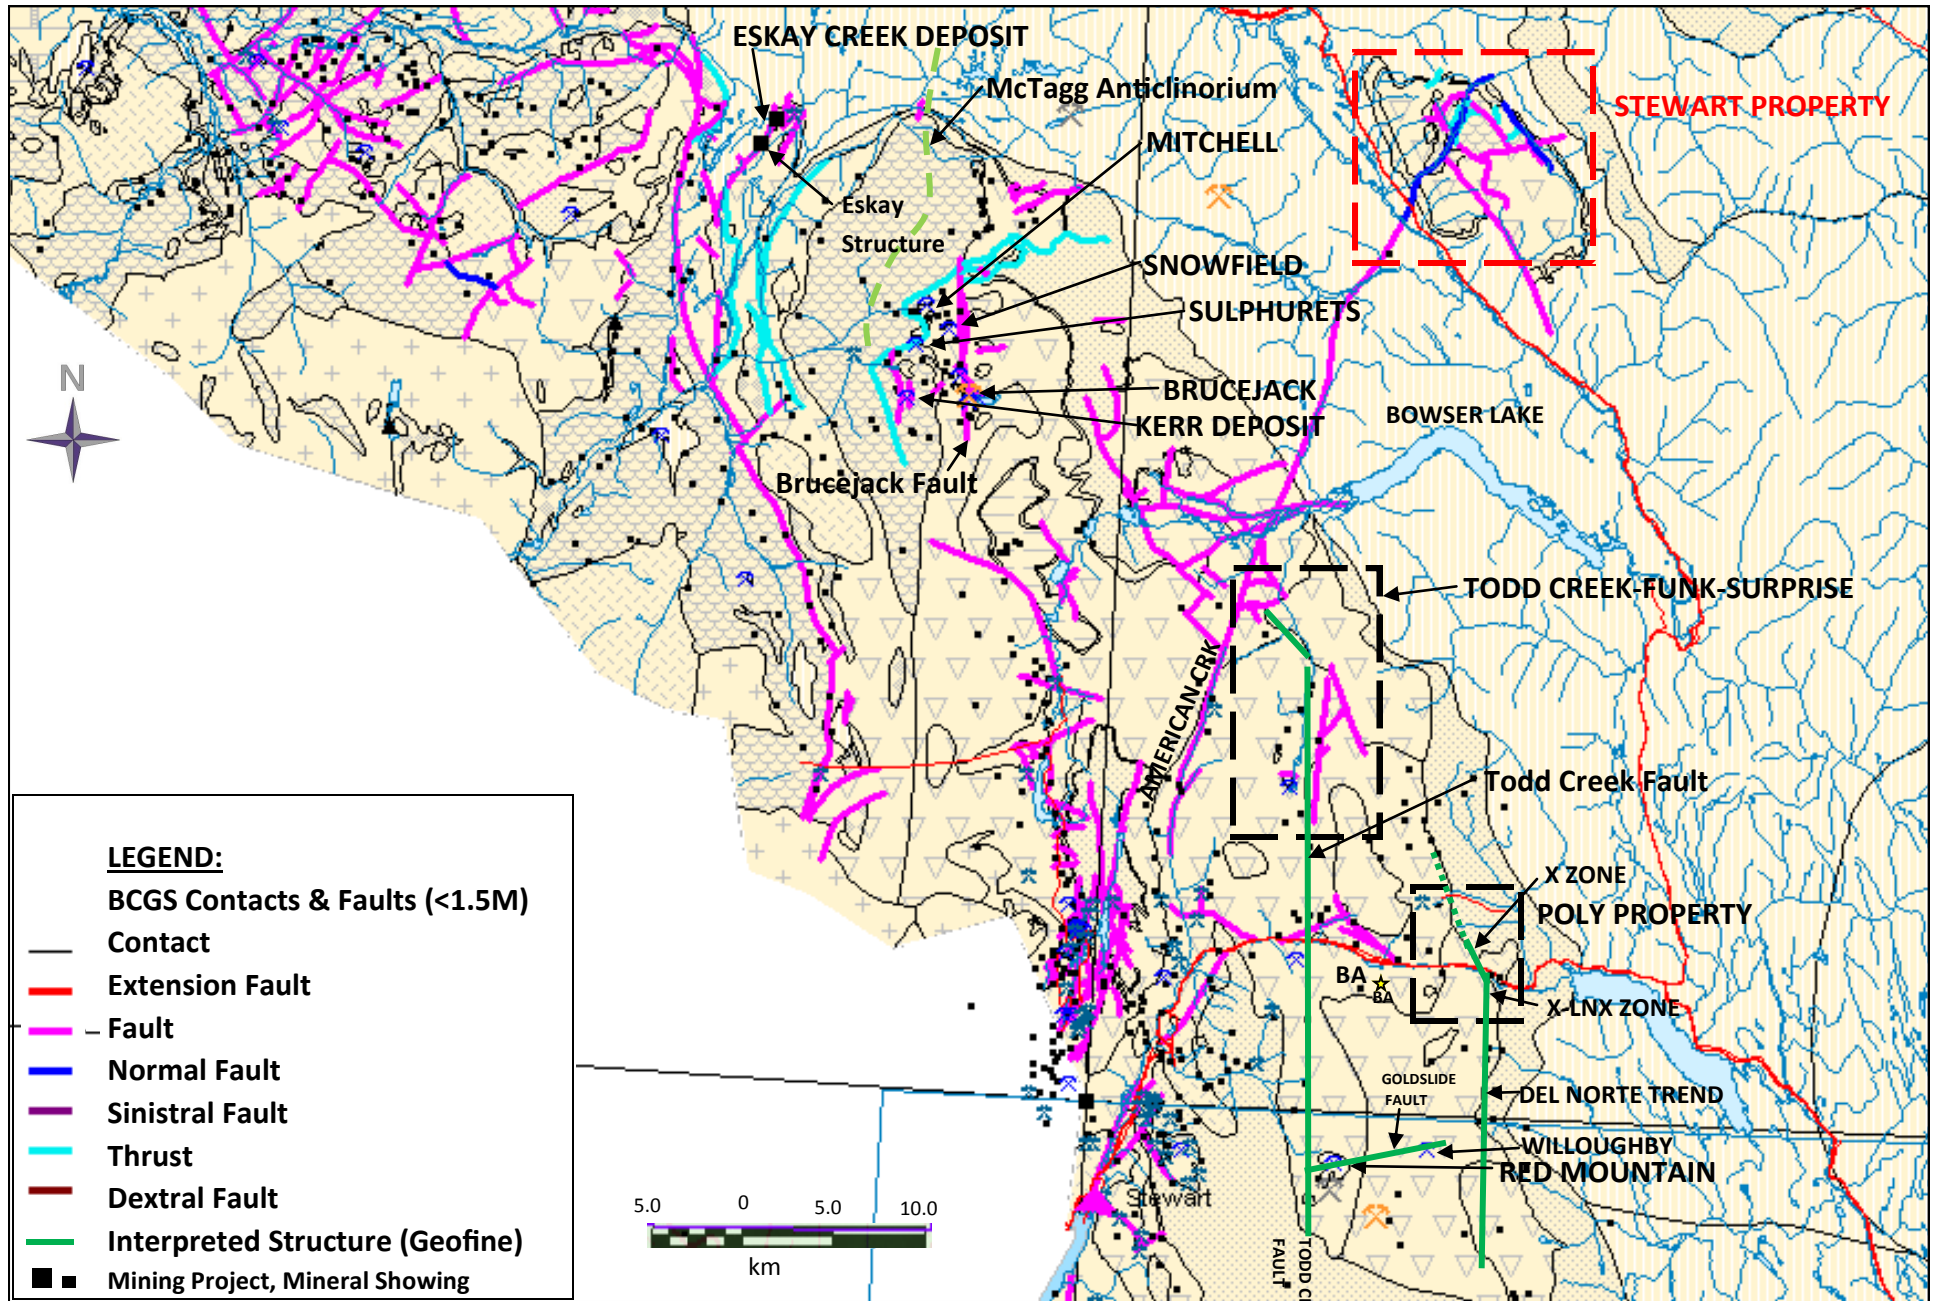 ESKAY CREEK DEPOSIT
McTagg Anticlinorium
STEWART PROPERTY
MITCHELL
Eskay
Structure
SNOWFIELD
SULPHURETS
N
BRUCEJACK
BOWSER LAKE
KERR DEPOSIT
Brucejack Fault
TODD CREEK-FUNK-SURPRISE
AMERICAN CRK
Todd Creek Fault
X ZONE
POLY PROPERTY
BA
BA
X-LNX ZONE
GOLDSLIDE
FAULT
DEL NORTE TREND
WILLOUGHBY
RED MOUNTAIN
Stewart
TODD C
FAULT
5.0 0 5.0 10.0
km
LEGEND:
BCGS Contacts & Faults (<1.5M)
Contact
Extension Fault
Fault
Normal Fault
Sinistral Fault
Thrust
Dextral Fault
Interpreted Structure (Geofine)
Mining Project, Mineral Showing